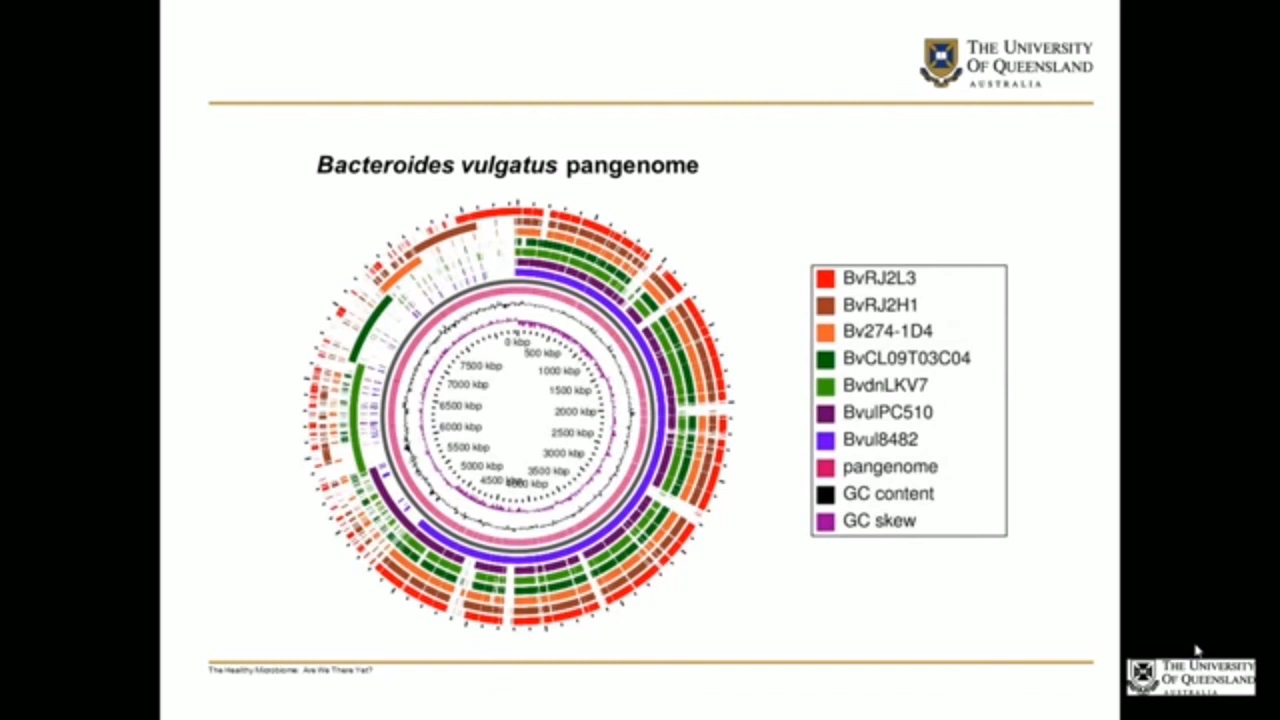 THE UNIVERSITY
OF QUEENSLAND
AUSTRALIA
Bacteroides vulgatus pangenome
0 kbp
500 kbp
1000 kbp
1500 kbp
2000 kbp
2500 kbp
3000 kbp
3500 kbp
4000 kbp
4500 kbp
5000 kbp
5500 kbp
6000 kbp
6500 kbp
7000 kbp
7500 kbp
BvRJ2L3
BvRJ2H1
Bv274-1D4
BvCL09T03C04
BvdnLKV7
BvulPC510
Bvul8482
pangenome
GC content
GC skew
The Healthy Microbiome: Are We There Yet?
THE UNIVERSITY
OF QUEENSLAND
AUSTRALIA